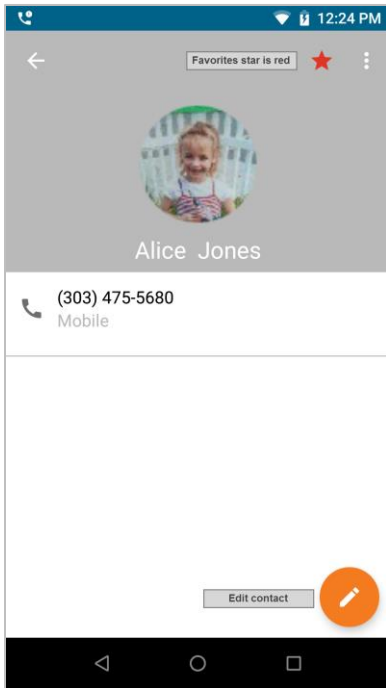 12:24 PM
Favorites star is red
Alice Jones
(303) 475-5680
Mobile
Edit contact